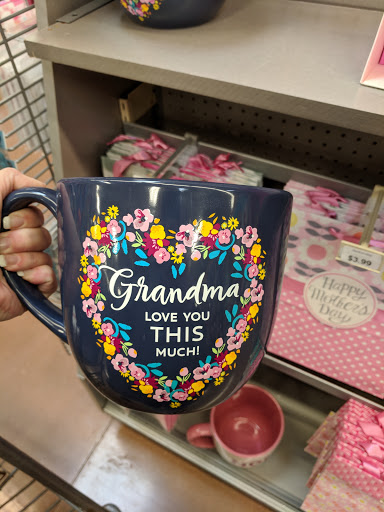 Grandma
LOVE YOU
THIS
MUCH!
$3.99
Happy
Mother's
Day!